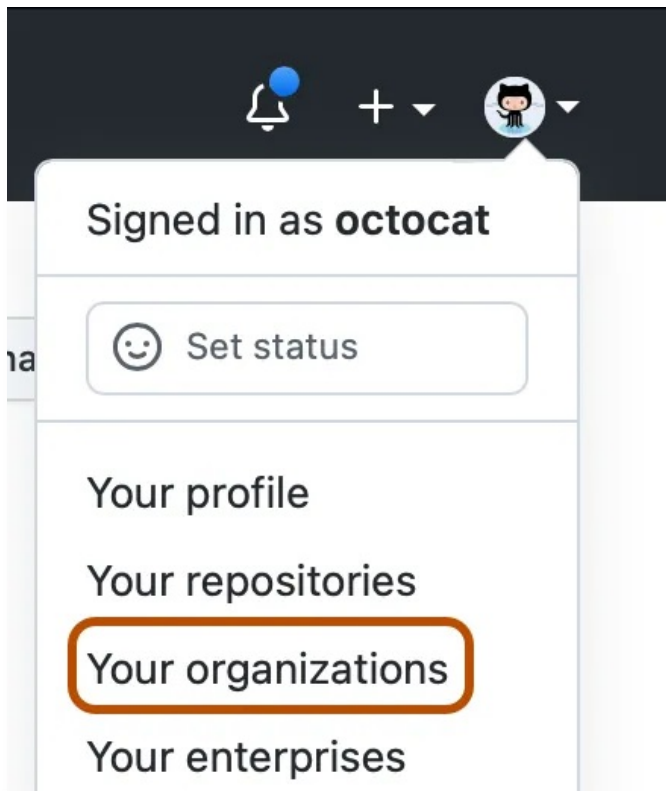 Signed in as octocat
Set status
Your profile
Your repositories
Your organizations
Your enterprises